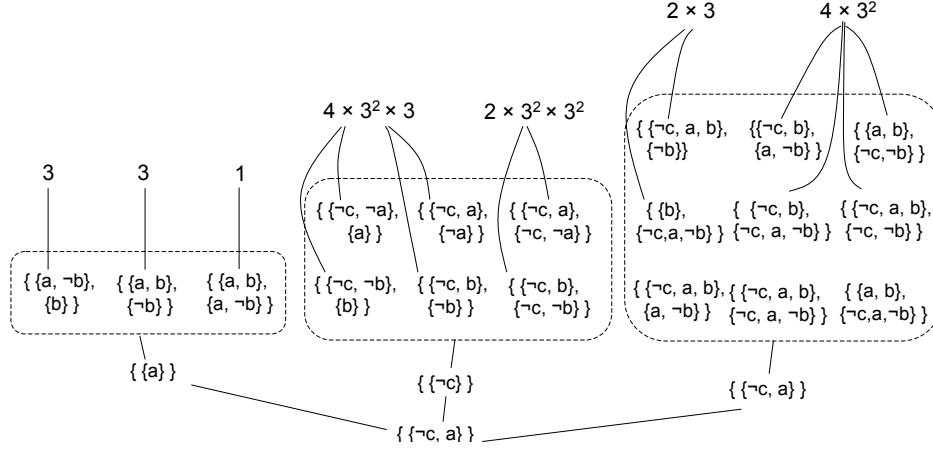 2 × 3
4 × 3²
4 × 3² × 3
2 × 3² × 3²
3
3
1
{ {a, ¬b},
{b} }
{ {a, b},
{¬b} }
{ {a, b},
{a, ¬b} }
{ {¬c, ¬a},
{a} }
{ {¬c, a},
{¬a} }
{ {¬c, a},
{¬c, ¬a} }
{ {¬c, ¬b},
{b} }
{ {¬c, b},
{¬b} }
{ {¬c, b},
{¬c, ¬b} }
{ {¬c, a, b},
{¬b}}
{{¬c, b},
{a, ¬b} }
{ {a, b},
{¬c,¬b} }
{ {b},
{¬c,a,¬b} }
{ {¬c, b},
{¬c, a, ¬b} }
{ {¬c, a, b},
{¬c, ¬b} }
{ {¬c, a, b},
{a, ¬b} }
{ {¬c, a, b},
{¬c, a, ¬b} }
{ {a, b},
{¬c,a,¬b} }
{ {a} }
{ {¬c} }
{ {¬c, a} }
{ {¬c, a} }